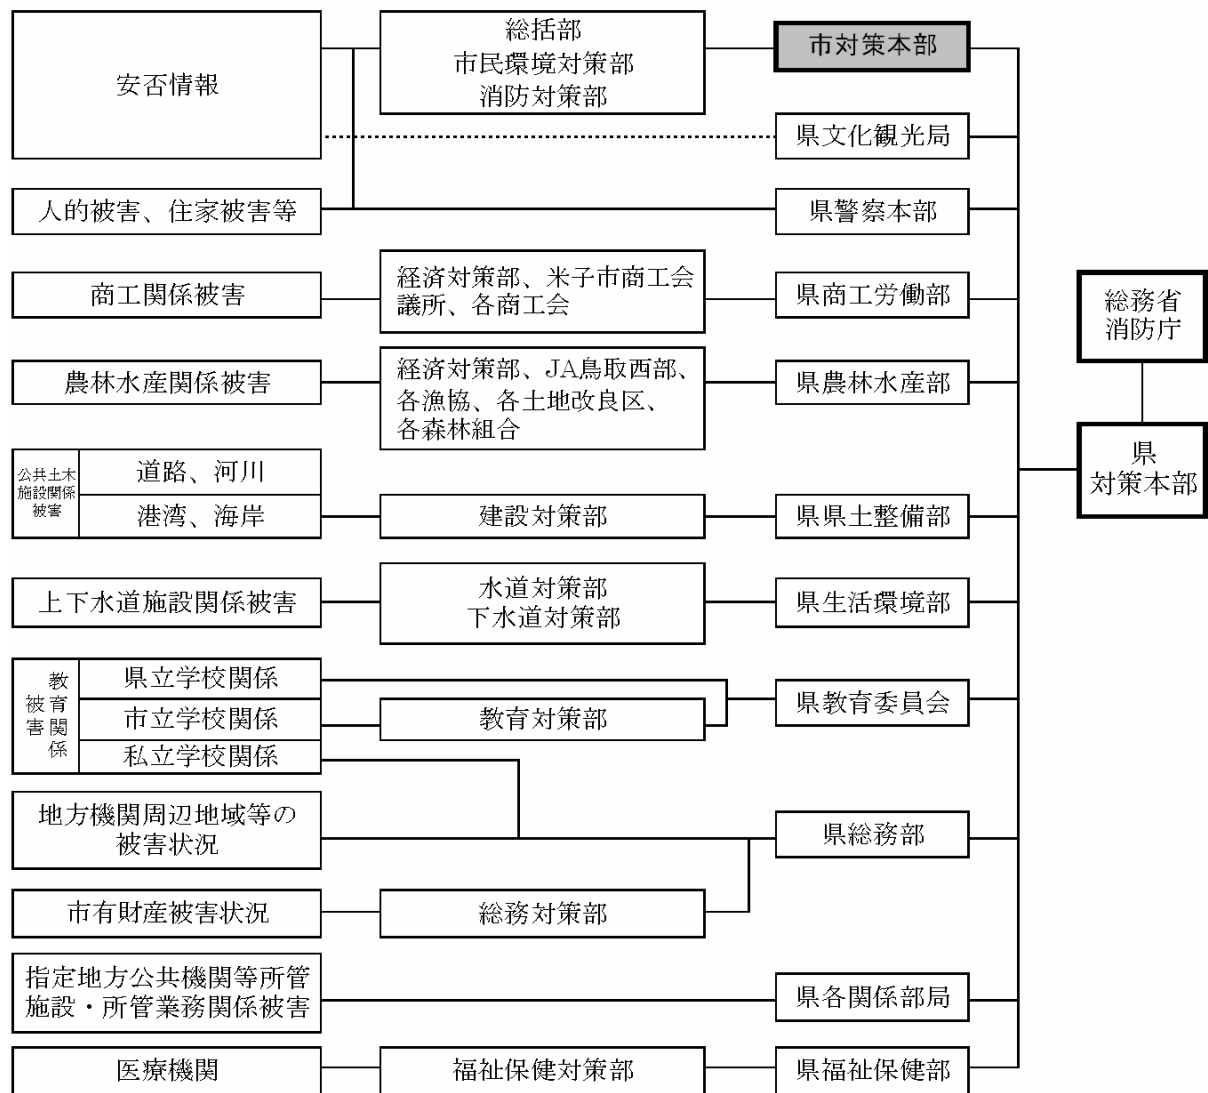 安否情報
総括部
市民環境対策部
消防対策部
市対策本部
県文化観光局
人的被害、住家被害等
県警察本部
商工関係被害
経済対策部、米子市商工会
議所、各商工会
県商工労働部
農林水産関係被害
経済対策部、JA鳥取西部、
各漁協、各土地改良区、
各森林組合
県農林水産部
総務省
消防庁
県
対策本部
公共土木
施設関係
被害
道路、河川
港湾、海岸
建設対策部
県県土整備部
上下水道施設関係被害
水道対策部
下水道対策部
県生活環境部
教育関係
被害
県立学校関係
市立学校関係
私立学校関係
教育対策部
県教育委員会
地方機関周辺地域等の
被害状況
県総務部
市有財産被害状況
総務対策部
指定地方公共機関等所管
施設・所管業務関係被害
県各関係部局
医療機関
福祉保健対策部
県福祉保健部